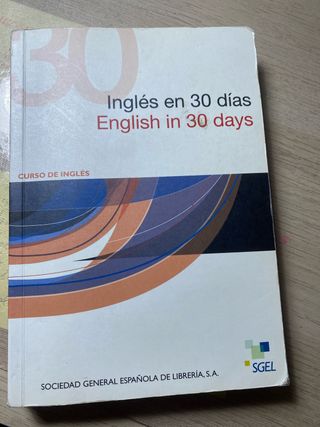 30
Inglés en 30 días
English in 30 days
CURSO DE INGLÉS
SGEL
SOCIEDAD GENERAL ESPAÑOLA DE LIBRERÍA, S.A.